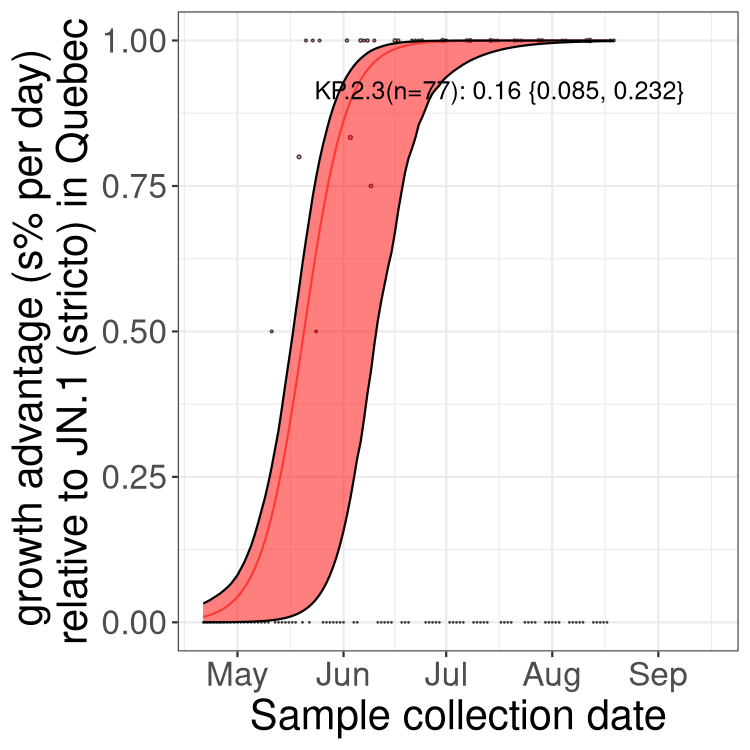 growth advantage (s% per day)
relative to JN.1 (stricto) in Quebec
1.00
0.75
0.50
0.25
0.00
KP.2.3(n=77): 0.16 {0.085, 0.232}
May Jun Jul Aug Sep
Sample collection date